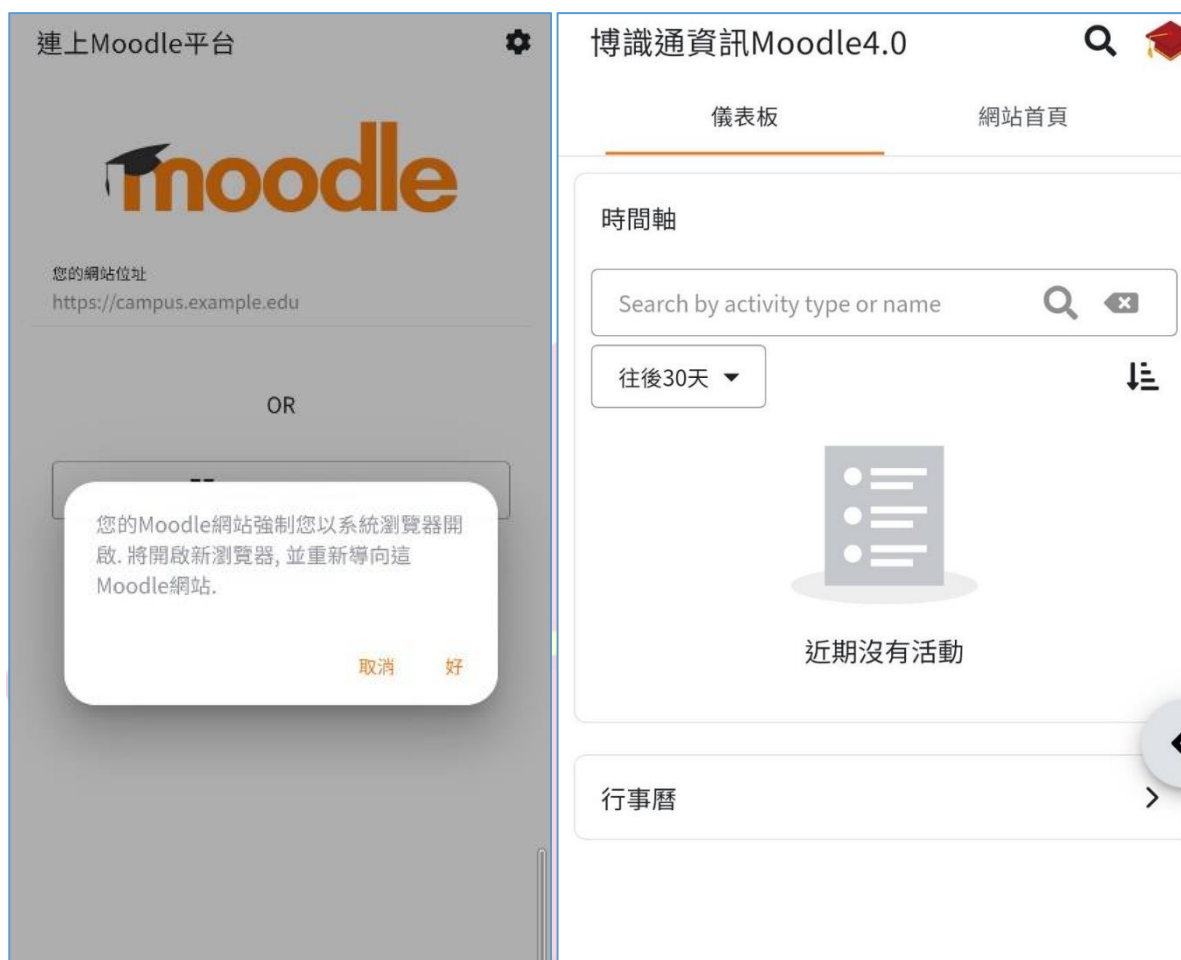 連上Moodle平台
moodle
您的網站位址
https://campus.example.edu
OR
您的Moodle網站強制您以系統瀏覽器開
啟. 將開啟新瀏覽器, 並重新導向這
Moodle網站.
取消 好
博識通資訊Moodle4.0
儀表板 網站首頁
時間軸
Search by activity type or name
往後30天
近期沒有活動
行事曆